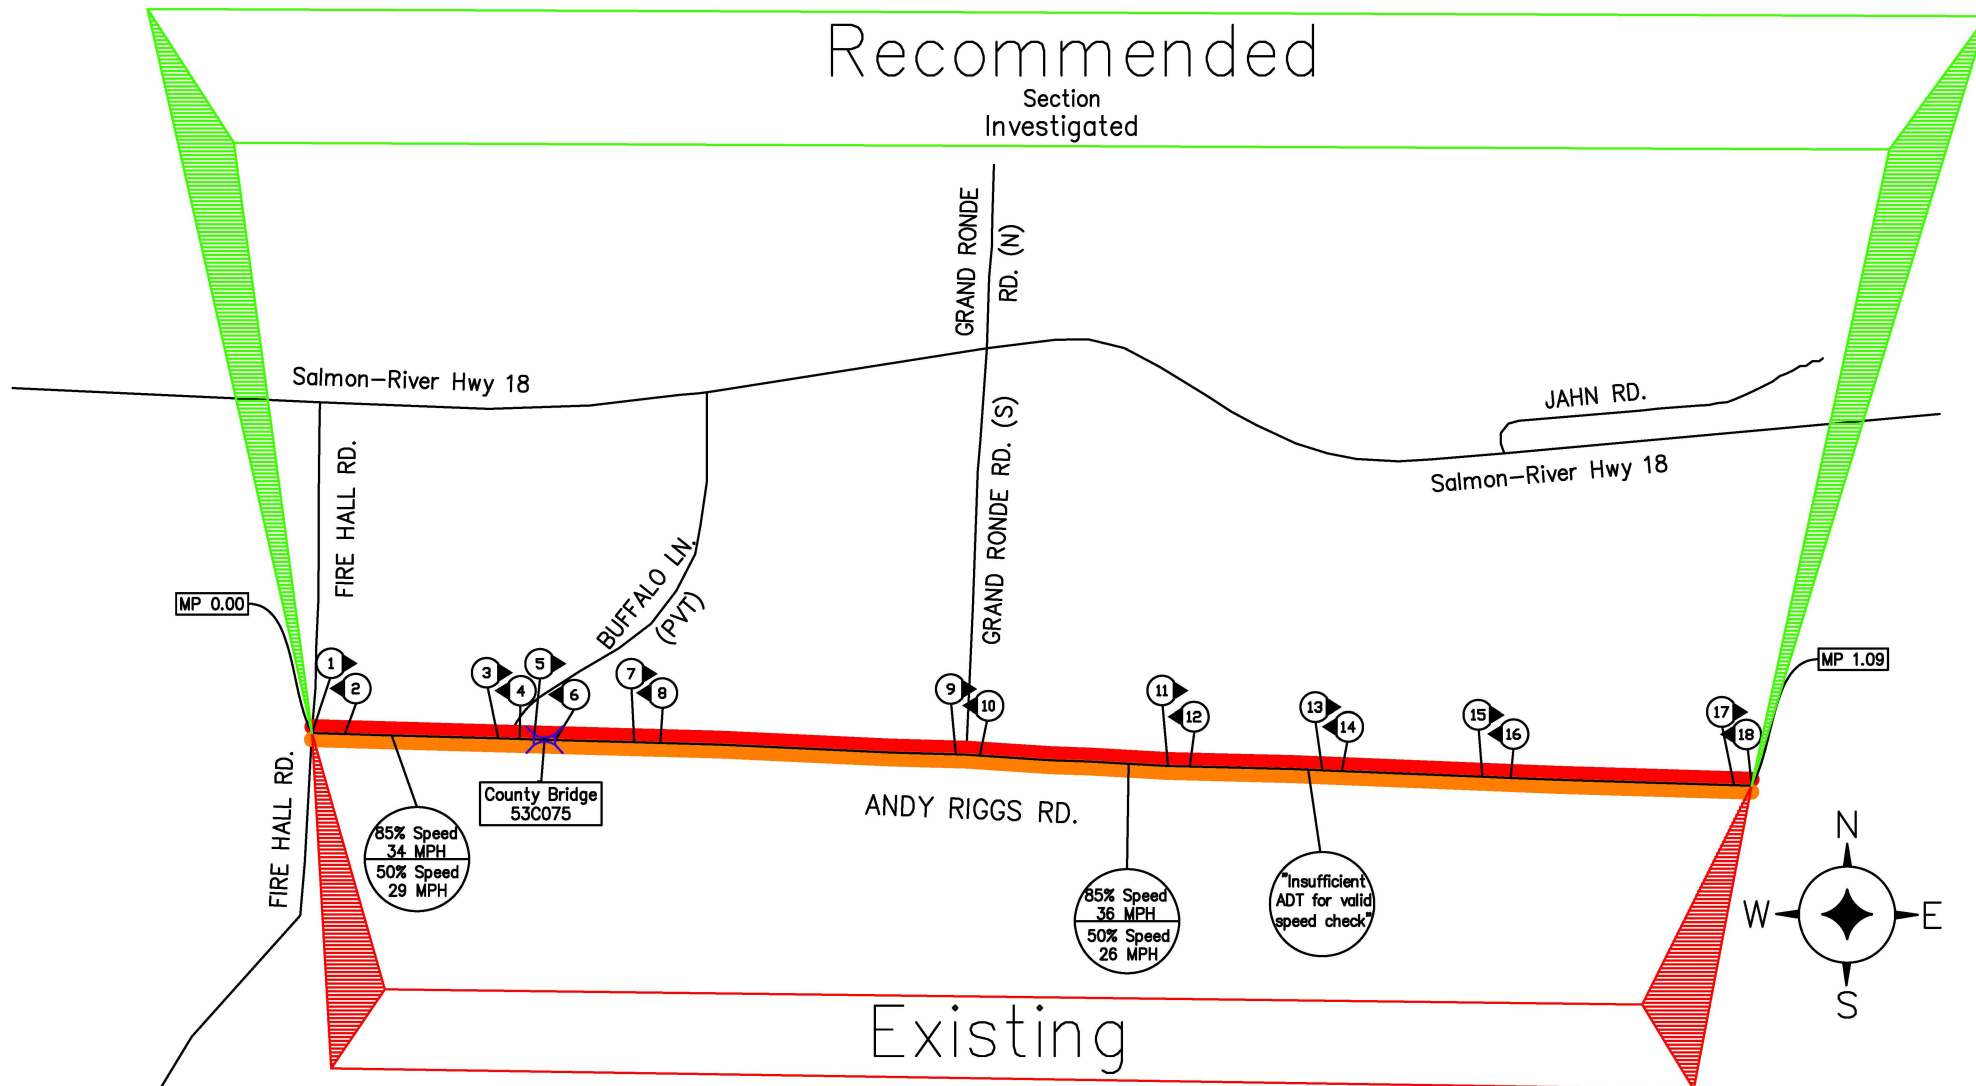 Recommended
Section
Investigated
GRAND RONDE
RD. (N)
Salmon-River Hwy 18
JAHN RD.
Salmon-River Hwy 18
FIRE HALL RD.
GRAND RONDE RD. (S)
BUFFALO LN.
(PVT)
MP 0.00
MP 1.09
1
2
3
4
5
6
7
8
9
10
11
12
13
14
15
16
17
18
FIRE HALL RD.
County Bridge
53C075
ANDY RIGGS RD.
85% Speed
34 MPH
50% Speed
29 MPH
85% Speed
36 MPH
50% Speed
26 MPH
"Insufficient
ADT for valid
speed check"
N
W
E
S
Existing